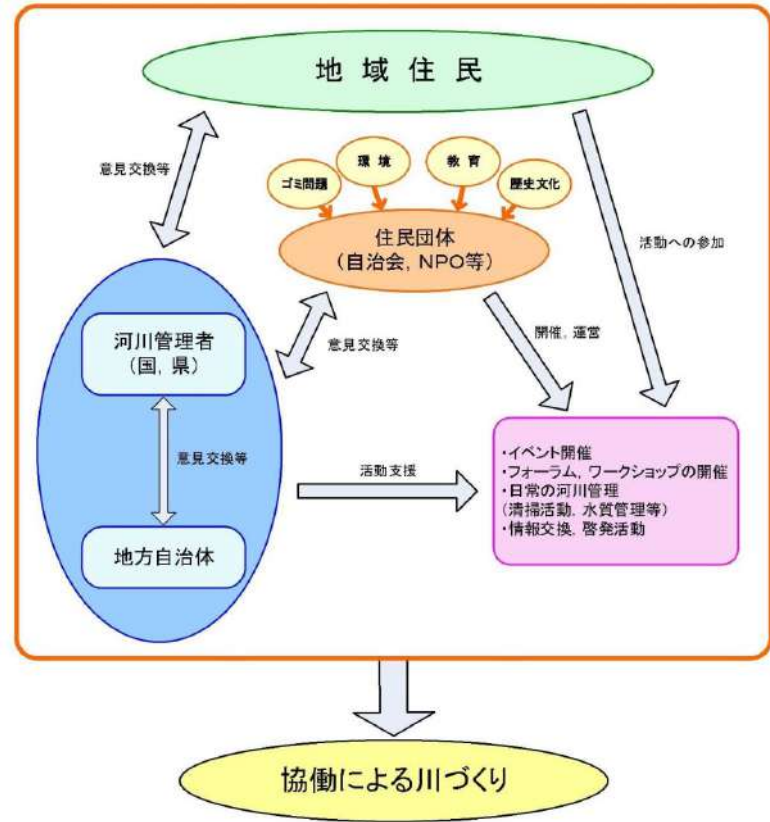 地域住民
意見交換等
ゴミ問題
環境
教育
歴史文化
住民団体
(自治会, NPO等)
活動への参加
河川管理者
(国, 県)
意見交換等
開催, 運営
意見交換等
活動支援
・イベント開催
・フォーラム, ワークショップの開催
・日常の河川管理
(清掃活動, 水質管理等)
・情報交換, 啓発活動
地方自治体
協働による川づくり